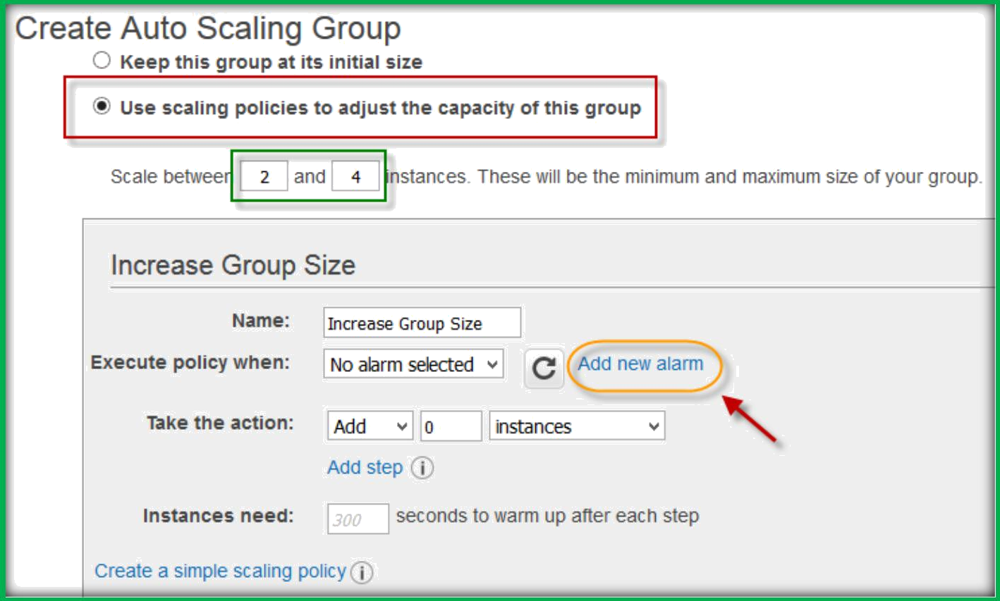 Create Auto Scaling Group
Keep this group at its initial size
Use scaling policies to adjust the capacity of this group
Scale between 2 and 4 instances. These will be the minimum and maximum size of your group.
Increase Group Size
Name: Increase Group Size
Execute policy when: No alarm selected Add new alarm
Take the action: Add 0 instances
Add step i
Instances need: 300 seconds to warm up after each step
Create a simple scaling policy i